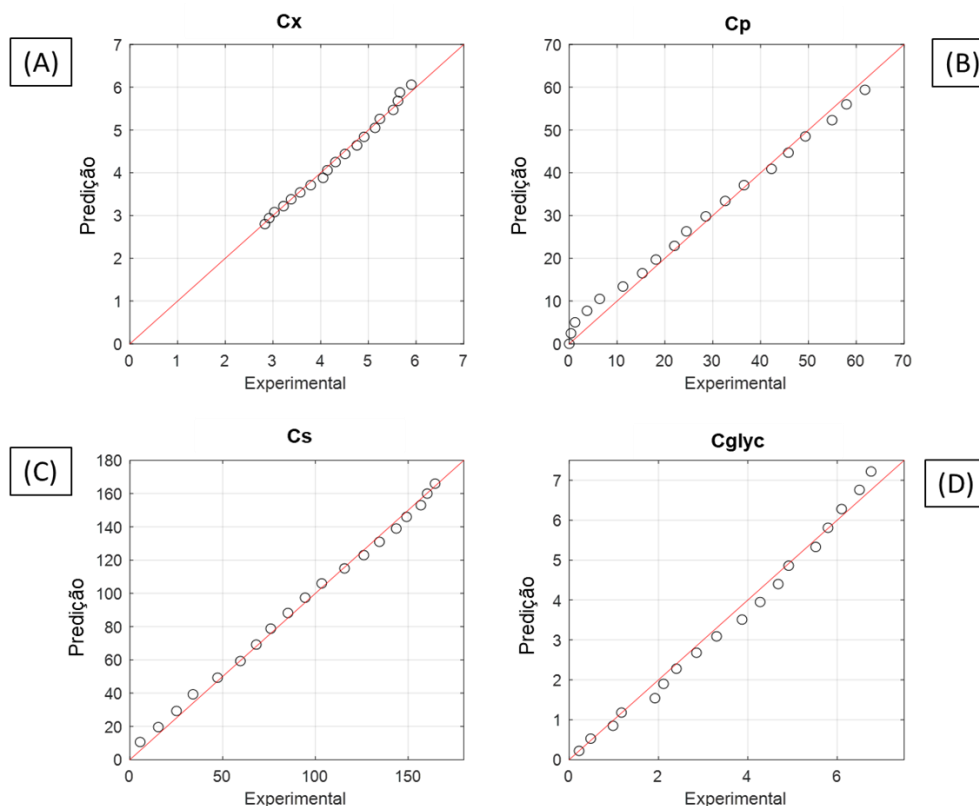 Cx
(A)
7
6
5
4
3
2
1
0
Predição
0 1 2 3 4 5 6 7
Experimental
Cp
(B)
70
60
50
40
30
20
10
0
Predição
0 10 20 30 40 50 60 70
Experimental
Cs
(C)
180
160
140
120
100
80
60
40
20
0
Predição
0 50 100 150
Experimental
Cglyc
(D)
7
6
5
4
3
2
1
0
Predição
0 2 4 6
Experimental